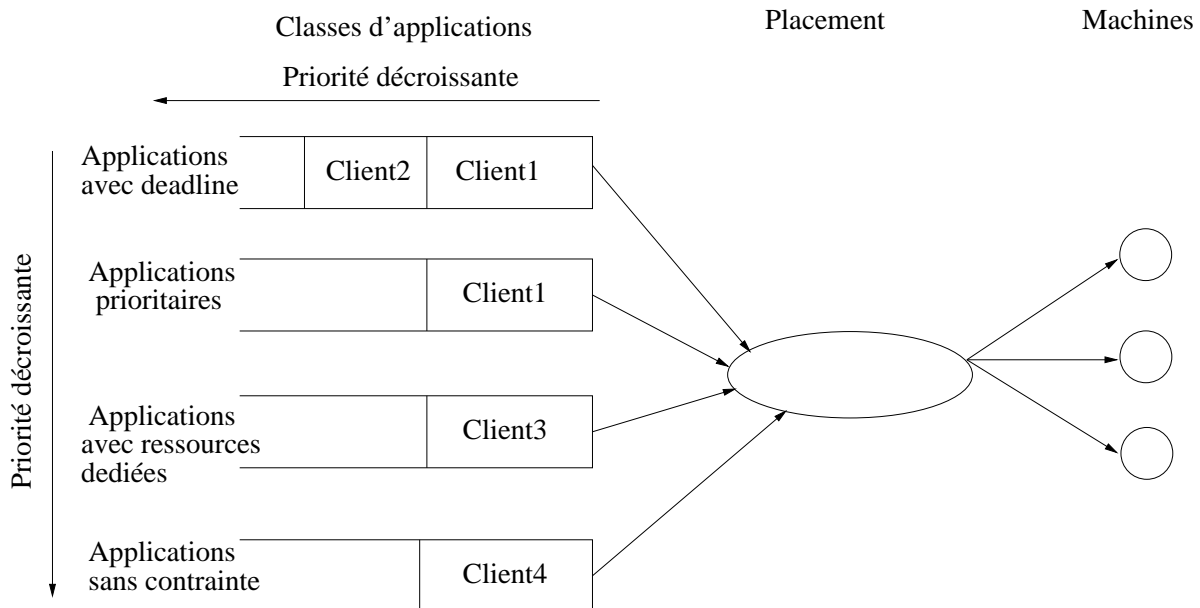 Classes d'applications
Placement
Machines
Priorité décroissante
Priorité décroissante
Applications
avec deadline
Client2
Client1
Applications
prioritaires
Client1
Applications
avec ressources
dediées
Client3
Applications
sans contrainte
Client4